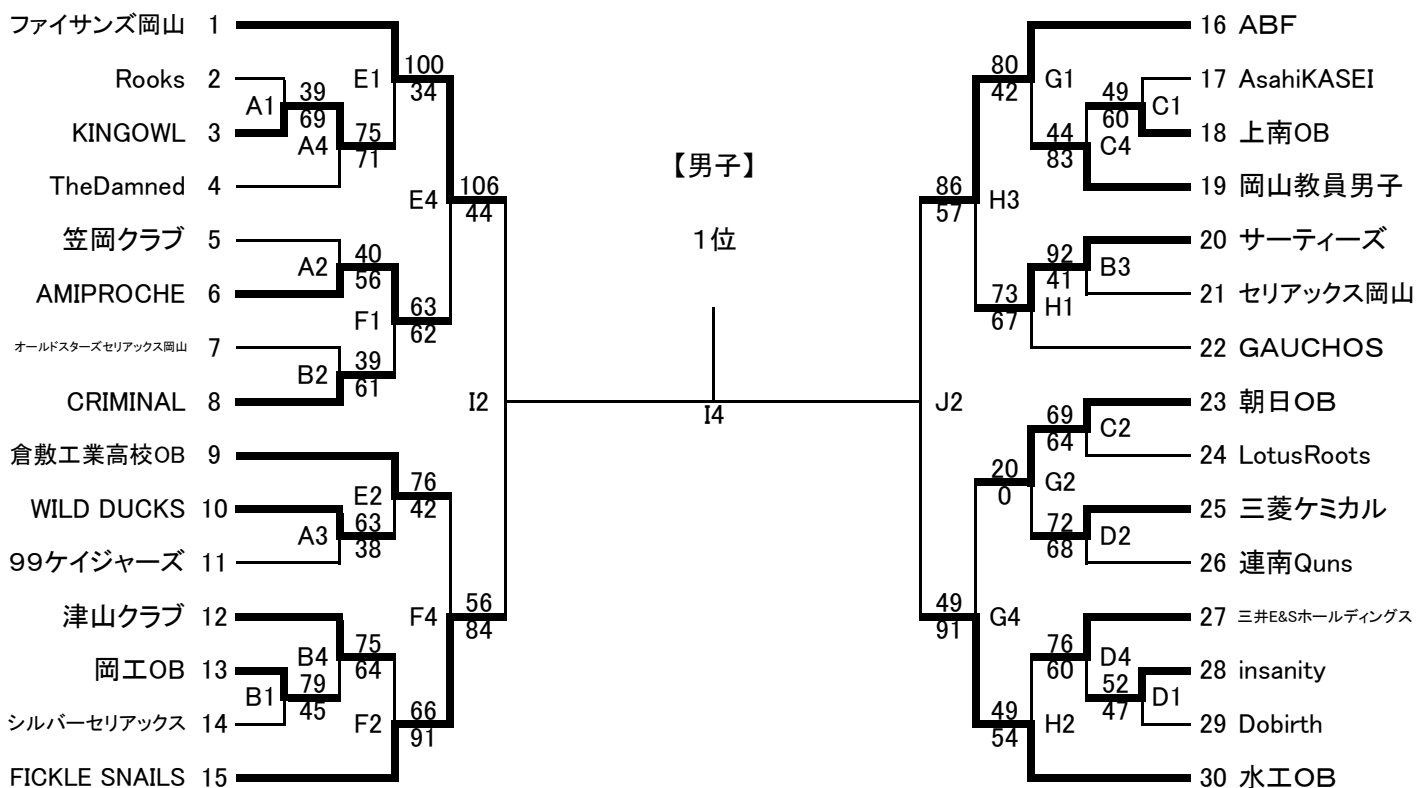 【男子】
1位
ファイサンズ岡山 1
Rooks 2
KINGOWL 3
TheDamned 4
笠岡クラブ 5
AMIPROCHE 6
オールドスターズセリアックス岡山 7
CRIMINAL 8
倉敷工業高校OB 9
WILD DUCKS 10
99ケイジャーズ 11
津山クラブ 12
岡工OB 13
シルバーセリアックス 14
FICKLE SNAILS 15
A1
39
69
A4
75
71
E1
100
34
A2
40
56
F1
63
62
B2
39
61
E4
106
44
E2
76
42
A3
63
38
B4
75
64
B1
79
45
F2
66
91
F4
56
84
I2
I4
J2
86
57
H3
80
42
G1
49
60
C1
44
83
C4
92
41
B3
73
67
H1
69
64
C2
20
0
G2
72
68
D2
49
91
G4
76
60
D4
52
47
D1
49
54
H2
16 ABF
17 AsahiKASEI
18 上南OB
19 岡山教員男子
20 サーティーズ
21 セリアックス岡山
22 GAUCHOS
23 朝日OB
24 LotusRoots
25 三菱ケミカル
26 連南Quns
27 三井E&Sホールディングス
28 insanity
29 Dobirth
30 水工OB